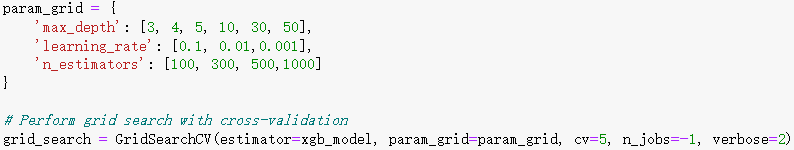 param_grid = {
    'max_depth': [3, 4, 5, 10, 30, 50],
    'learning_rate': [0.1, 0.01,0.001],
    'n_estimators': [100, 300, 500,1000]
}
# Perform grid search with cross-validation
grid_search = GridSearchCV(estimator=xgb_model, param_grid=param_grid, cv=5, n_jobs=-1, verbose=2)